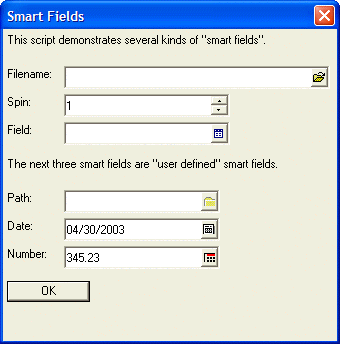 Smart Fields
This script demonstrates several kinds of "smart fields".
Filename:
Spin: 1
Field:
The next three smart fields are "user defined" smart fields.
Path:
Date: 04/30/2003
Number: 345.23
OK